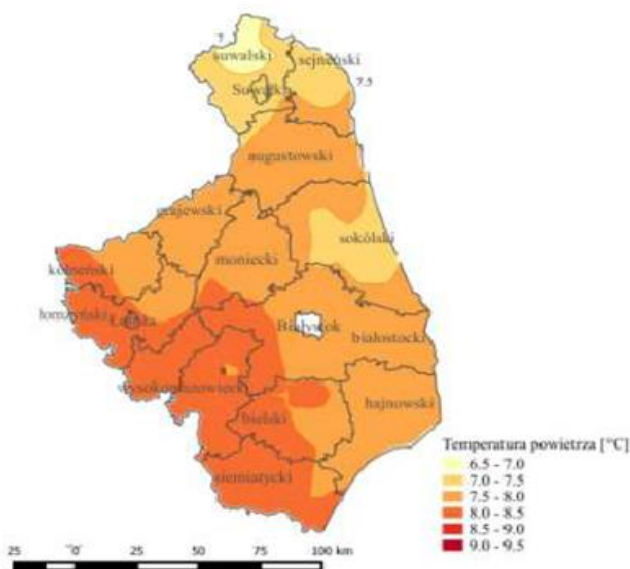 7
suwalski
sejneński
Suwałki
7.5
augustowski
grajewski
sokólski
moniecki
kolneński
łomżyński
Łomża
Białystok
białostocki
wysokomazowiecki
hajnowski
bielski
siemiatycki
Temperatura powietrza [°C]
6.5 - 7.0
7.0 - 7.5
7.5 - 8.0
8.0 - 8.5
8.5 - 9.0
9.0 - 9.5
25 0 25 50 75 100 km